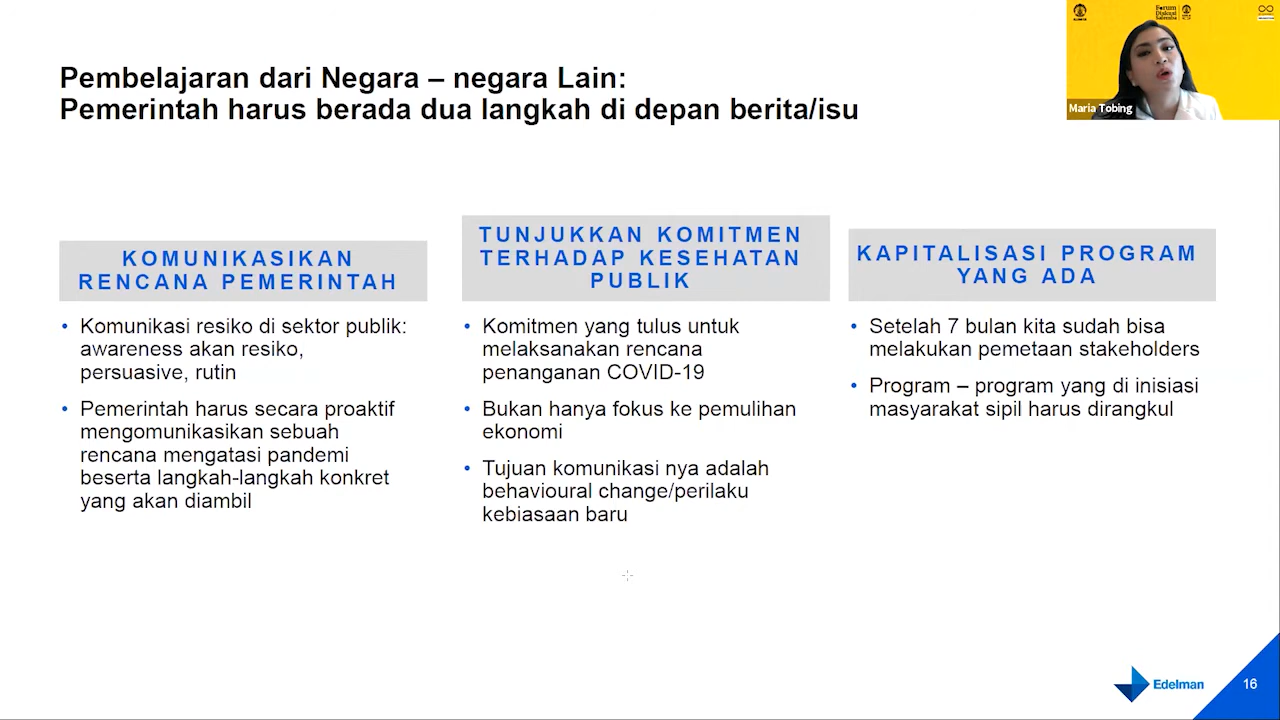 Pembelajaran dari Negara – negara Lain:
Pemerintah harus berada dua langkah di depan berita/isu
Forum
Diskusi
Salemba
Maria Tobing
KOMUNIKASIKAN
RENCANA PEMERINTAH
• Komunikasi resiko di sektor publik:
awareness akan resiko,
persuasive, rutin
• Pemerintah harus secara proaktif
mengomunikasikan sebuah
rencana mengatasi pandemi
beserta langkah-langkah konkret
yang akan diambil
TUNJUKKAN KOMITMEN
TERHADAP KESEHATAN
PUBLIK
• Komitmen yang tulus untuk
melaksanakan rencana
penanganan COVID-19
• Bukan hanya fokus ke pemulihan
ekonomi
• Tujuan komunikasi nya adalah
behavioural change/perilaku
kebiasaan baru
KAPITALISASI PROGRAM
YANG ADA
• Setelah 7 bulan kita sudah bisa
melakukan pemetaan stakeholders
• Program – program yang di inisiasi
masyarakat sipil harus dirangkul
Edelman
16